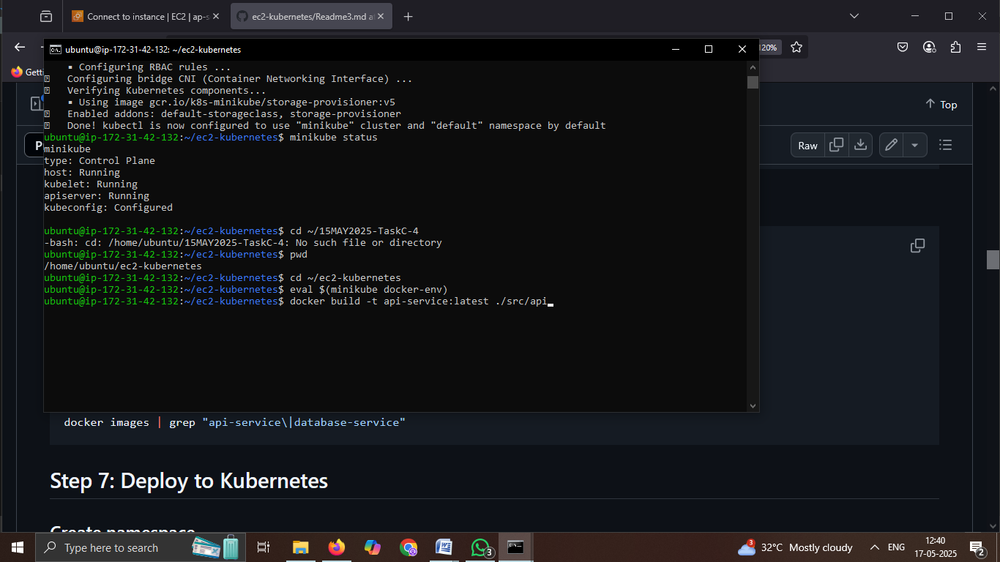 Connect to instance | EC2 | ap-s
ec2-kubernetes/Readme3.md a
120%
Getti
ubuntu@ip-172-31-42-132: ~/ec2-kubernetes
▪ Configuring RBAC rules ...
Configuring bridge CNI (Container Networking Interface) ...
Verifying Kubernetes components...
▪ Using image gcr.io/k8s-minikube/storage-provisioner:v5
Enabled addons: default-storageclass, storage-provisioner
Done! kubectl is now configured to use "minikube" cluster and "default" namespace by default
ubuntu@ip-172-31-42-132:~/ec2-kubernetes$ minikube status
minikube
type: Control Plane
host: Running
kubelet: Running
apiserver: Running
kubeconfig: Configured
ubuntu@ip-172-31-42-132:~/ec2-kubernetes$ cd ~/15MAY2025-TaskC-4
-bash: cd: /home/ubuntu/15MAY2025-TaskC-4: No such file or directory
ubuntu@ip-172-31-42-132:~/ec2-kubernetes$ pwd
/home/ubuntu/ec2-kubernetes
ubuntu@ip-172-31-42-132:~/ec2-kubernetes$ cd ~/ec2-kubernetes
ubuntu@ip-172-31-42-132:~/ec2-kubernetes$ eval $(minikube docker-env)
ubuntu@ip-172-31-42-132:~/ec2-kubernetes$ docker build -t api-service:latest ./src/api
Top
P
Raw
docker images | grep "api-service\|database-service"
Step 7: Deploy to Kubernetes
Create namespace
Type here to search
3
3
32°C Mostly cloudy
ENG
12:40
17-05-2025
2